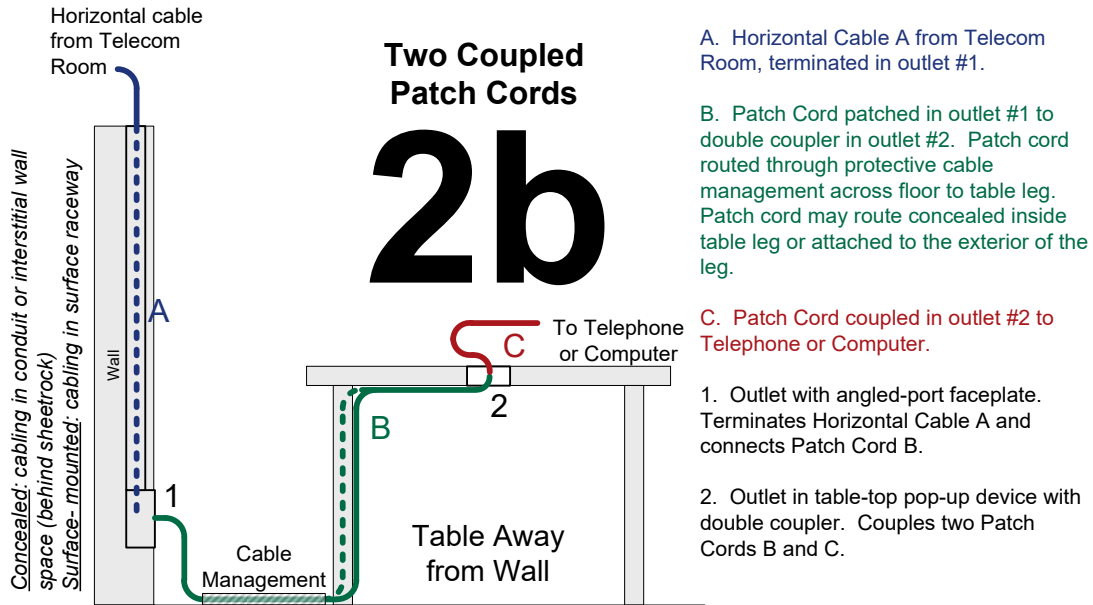 Horizontal cable
from Telecom
Room
Two Coupled
Patch Cords
2b
Concealed: cabling in conduit or interstitial wall
space (behind sheetrock)
Surface- mounted: cabling in surface raceway
Wall
A
1
Cable
Management
B
C
To Telephone
or Computer
2
Table Away
from Wall
A. Horizontal Cable A from Telecom
Room, terminated in outlet #1.
B. Patch Cord patched in outlet #1 to
double coupler in outlet #2. Patch cord
routed through protective cable
management across floor to table leg.
Patch cord may route concealed inside
table leg or attached to the exterior of the
leg.
C. Patch Cord coupled in outlet #2 to
Telephone or Computer.
1. Outlet with angled-port faceplate.
Terminates Horizontal Cable A and
connects Patch Cord B.
2. Outlet in table-top pop-up device with
double coupler. Couples two Patch
Cords B and C.